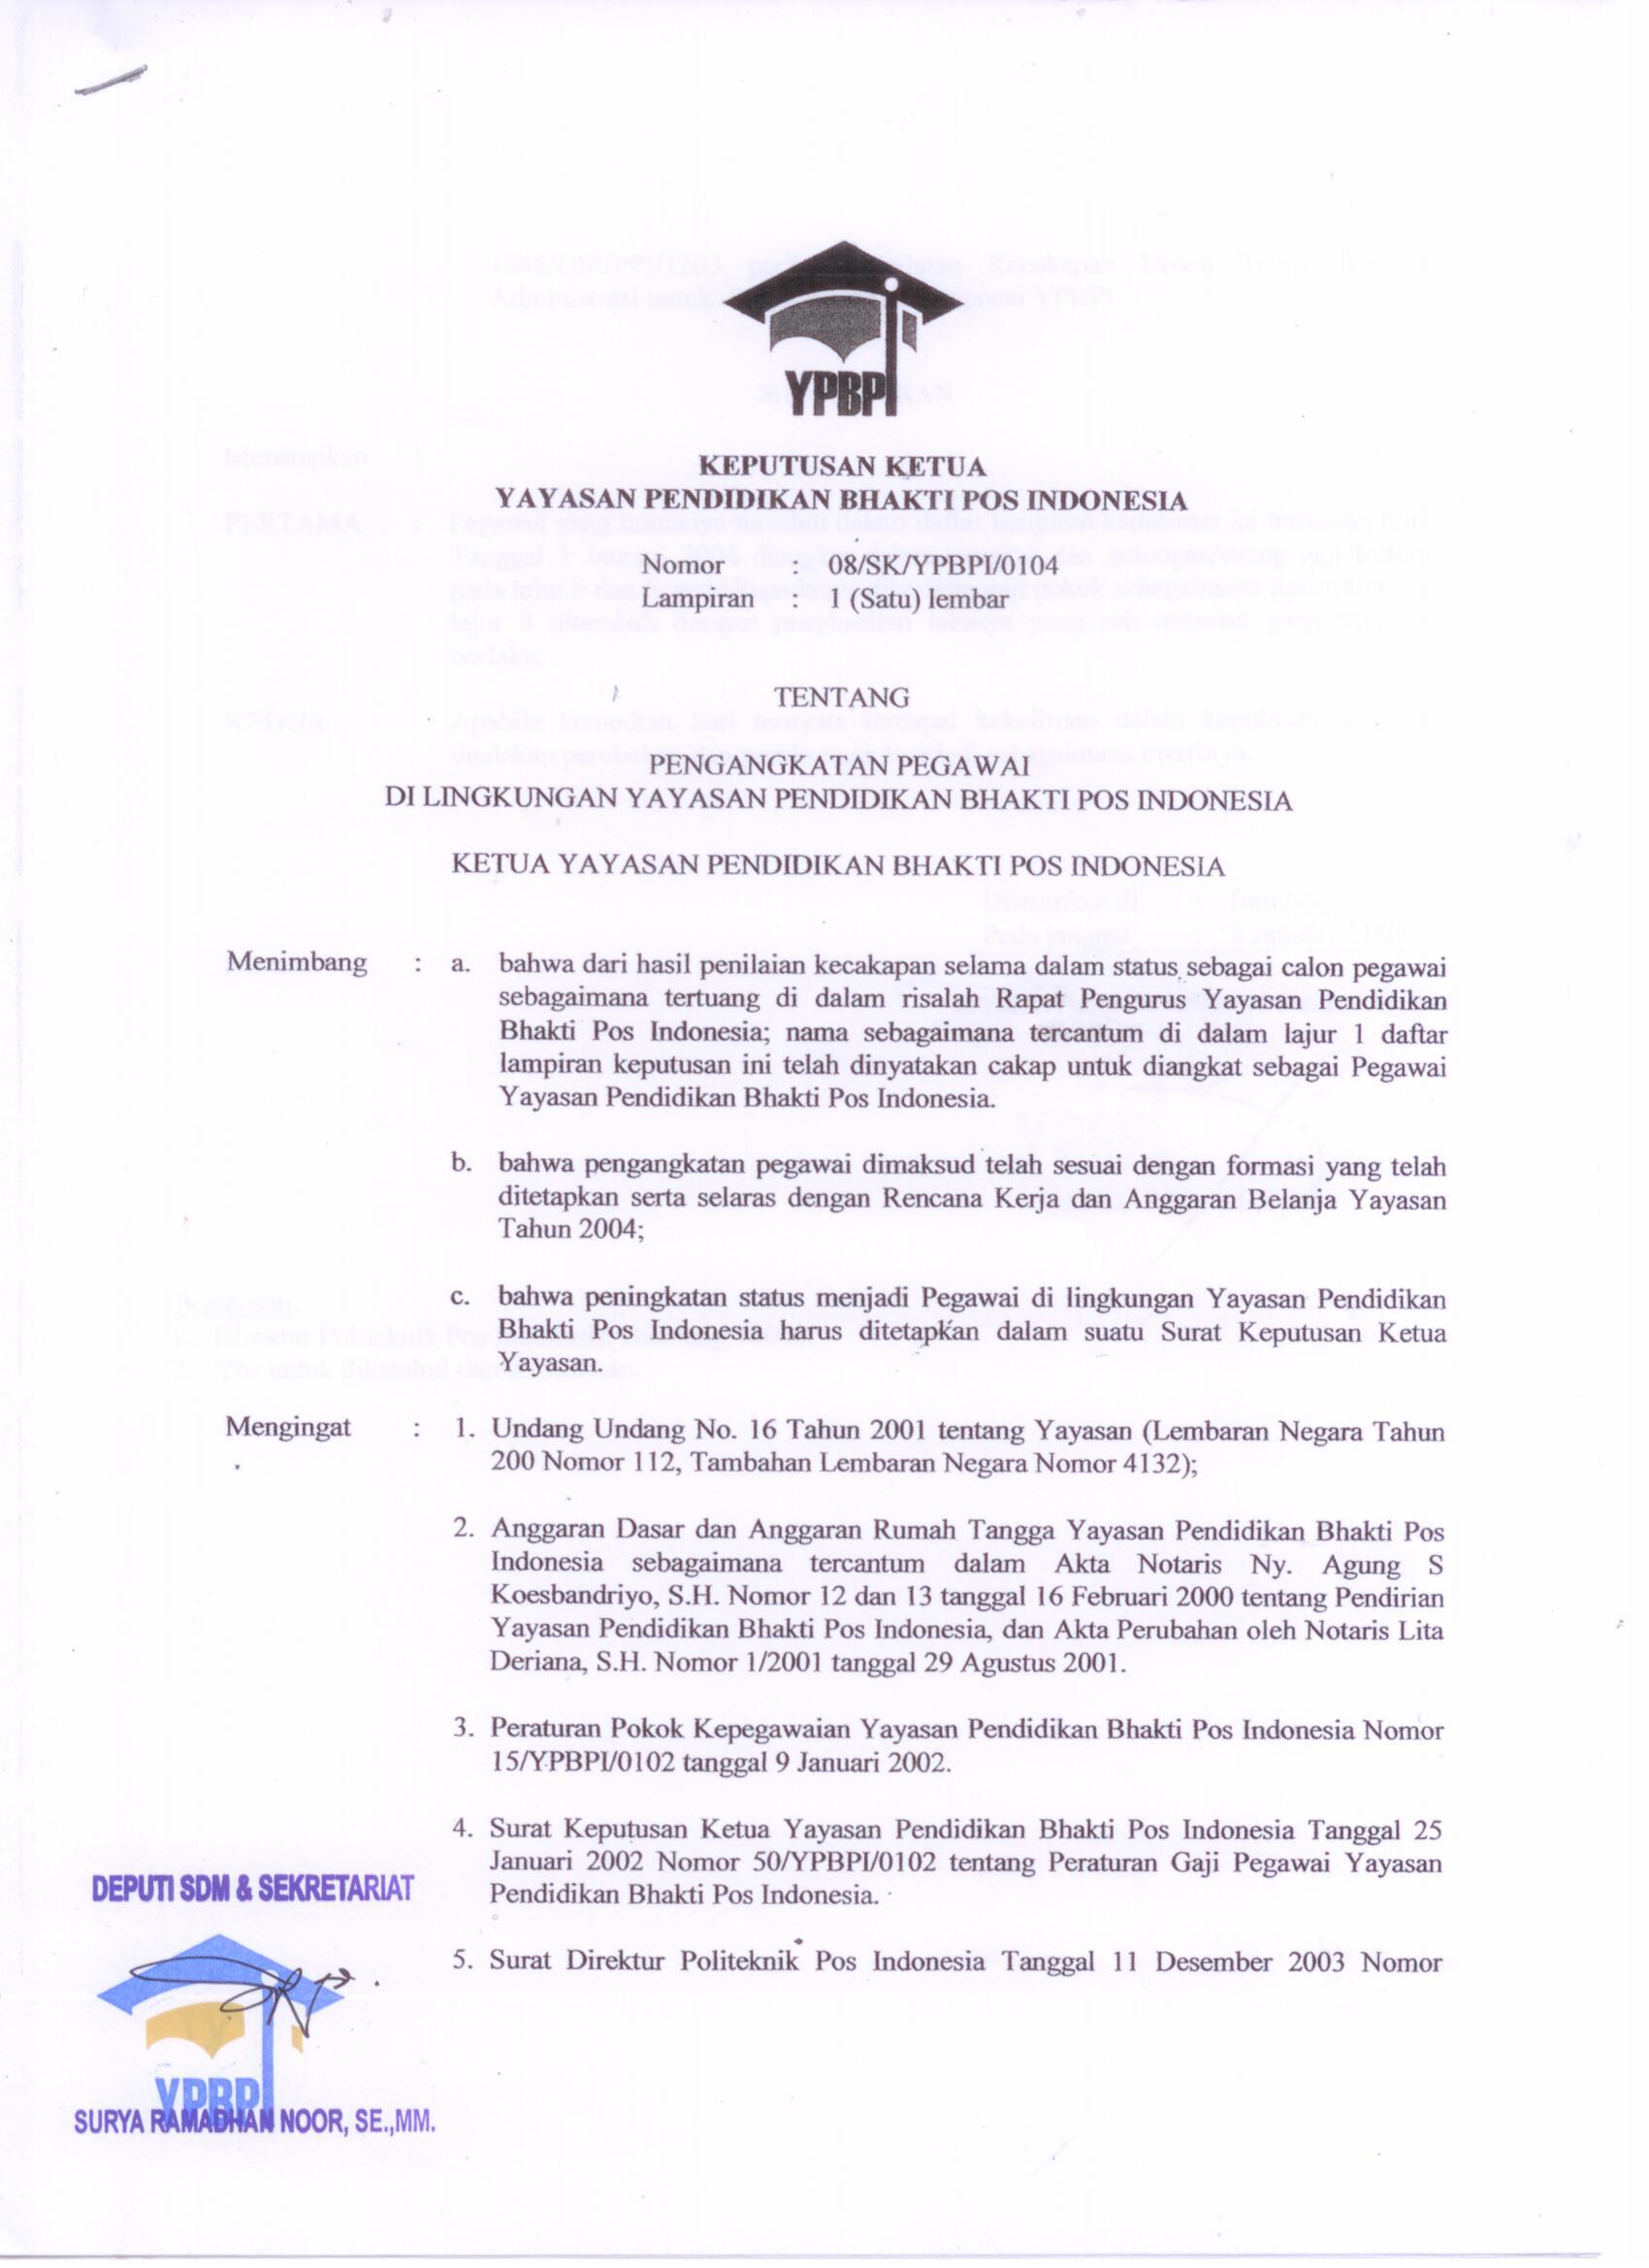 YPBPI
KEPUTUSAN KETUA
YAYASAN PENDIDIKAN BHAKTI POS INDONESIA
Nomor : 08/SK/YPBPI/0104
Lampiran : 1 (Satu) lembar
TENTANG
PENGANGKATAN PEGAWAI
DI LINGKUNGAN YAYASAN PENDIDIKAN BHAKTI POS INDONESIA
KETUA YAYASAN PENDIDIKAN BHAKTI POS INDONESIA
Menimbang : a. bahwa dari hasil penilaian kecakapan selama dalam status sebagai calon pegawai
sebagaimana tertuang di dalam risalah Rapat Pengurus Yayasan Pendidikan
Bhakti Pos Indonesia; nama sebagaimana tercantum di dalam lajur 1 daftar
lampiran keputusan ini telah dinyatakan cakap untuk diangkat sebagai Pegawai
Yayasan Pendidikan Bhakti Pos Indonesia.
b. bahwa pengangkatan pegawai dimaksud telah sesuai dengan formasi yang telah
ditetapkan serta selaras dengan Rencana Kerja dan Anggaran Belanja Yayasan
Tahun 2004;
c. bahwa peningkatan status menjadi Pegawai di lingkungan Yayasan Pendidikan
Bhakti Pos Indonesia harus ditetapkan dalam suatu Surat Keputusan Ketua
Yayasan.
Mengingat : 1. Undang Undang No. 16 Tahun 2001 tentang Yayasan (Lembaran Negara Tahun
200 Nomor 112, Tambahan Lembaran Negara Nomor 4132);
2. Anggaran Dasar dan Anggaran Rumah Tangga Yayasan Pendidikan Bhakti Pos
Indonesia sebagaimana tercantum dalam Akta Notaris Ny. Agung S
Koesbandriyo, S.H. Nomor 12 dan 13 tanggal 16 Februari 2000 tentang Pendirian
Yayasan Pendidikan Bhakti Pos Indonesia, dan Akta Perubahan oleh Notaris Lita
Deriana, S.H. Nomor 1/2001 tanggal 29 Agustus 2001.
3. Peraturan Pokok Kepegawaian Yayasan Pendidikan Bhakti Pos Indonesia Nomor
15/YPBPI/0102 tanggal 9 Januari 2002.
4. Surat Keputusan Ketua Yayasan Pendidikan Bhakti Pos Indonesia Tanggal 25
Januari 2002 Nomor 50/YPBPI/0102 tentang Peraturan Gaji Pegawai Yayasan
Pendidikan Bhakti Pos Indonesia.
5. Surat Direktur Politeknik Pos Indonesia Tanggal 11 Desember 2003 Nomor
DEPUTI SDM & SEKRETARIAT
YPBPI
SURYA RAMADHAN NOOR, SE.,MM.